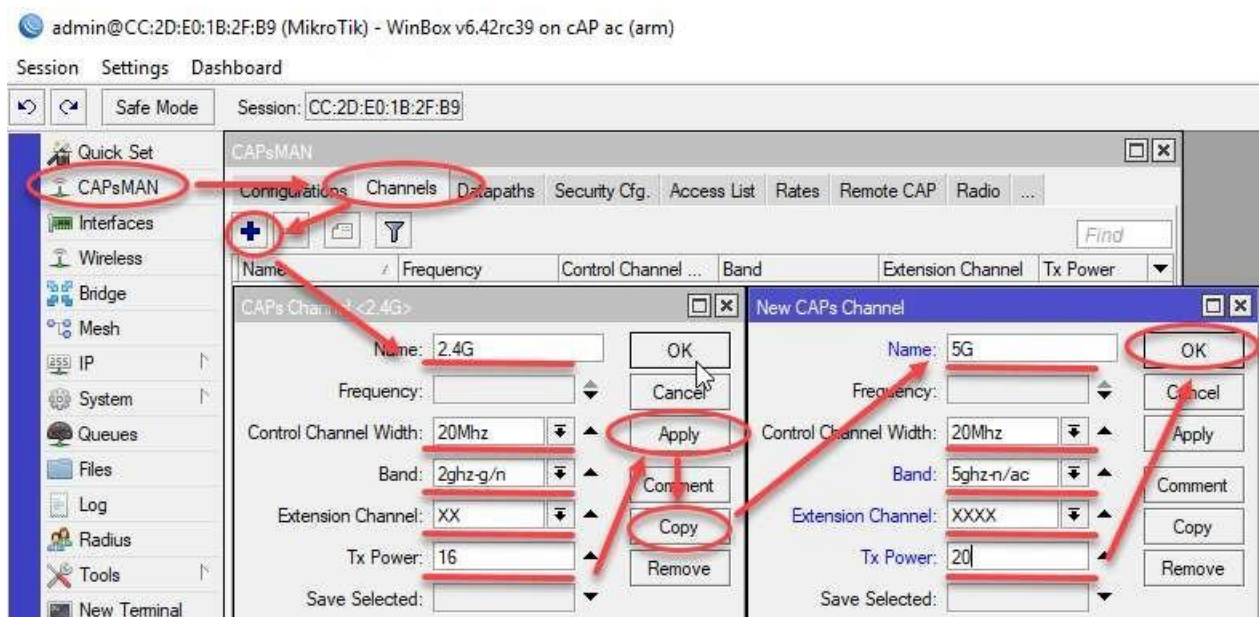 admin@CC:2D:E0:1B:2F:B9 (MikroTik) - WinBox v6.42rc39 on cAP ac (arm)
Session Settings Dashboard
Safe Mode Session: CC:2D:E0:1B:2F:B9
Quick Set
CAPsMAN
Interfaces
Wireless
Bridge
Mesh
IP
System
Queues
Files
Log
Radius
Tools
New Terminal
CAPsMAN
Configurations Channels Datapaths Security Cfg. Access List Rates Remote CAP Radio ...
Find
Name Frequency Control Channel ... Band Extension Channel Tx Power
CAPs Channel <2.4G>
Name: 2.4G OK
Frequency: Cancel
Control Channel Width: 20Mhz Apply
Band: 2ghz-g/n Comment
Extension Channel: XX Copy
Tx Power: 16 Remove
Save Selected:
New CAPs Channel
Name: 5G OK
Frequency: Cancel
Control Channel Width: 20Mhz Apply
Band: 5ghz-n/ac Comment
Extension Channel: XXXX Copy
Tx Power: 20 Remove
Save Selected: